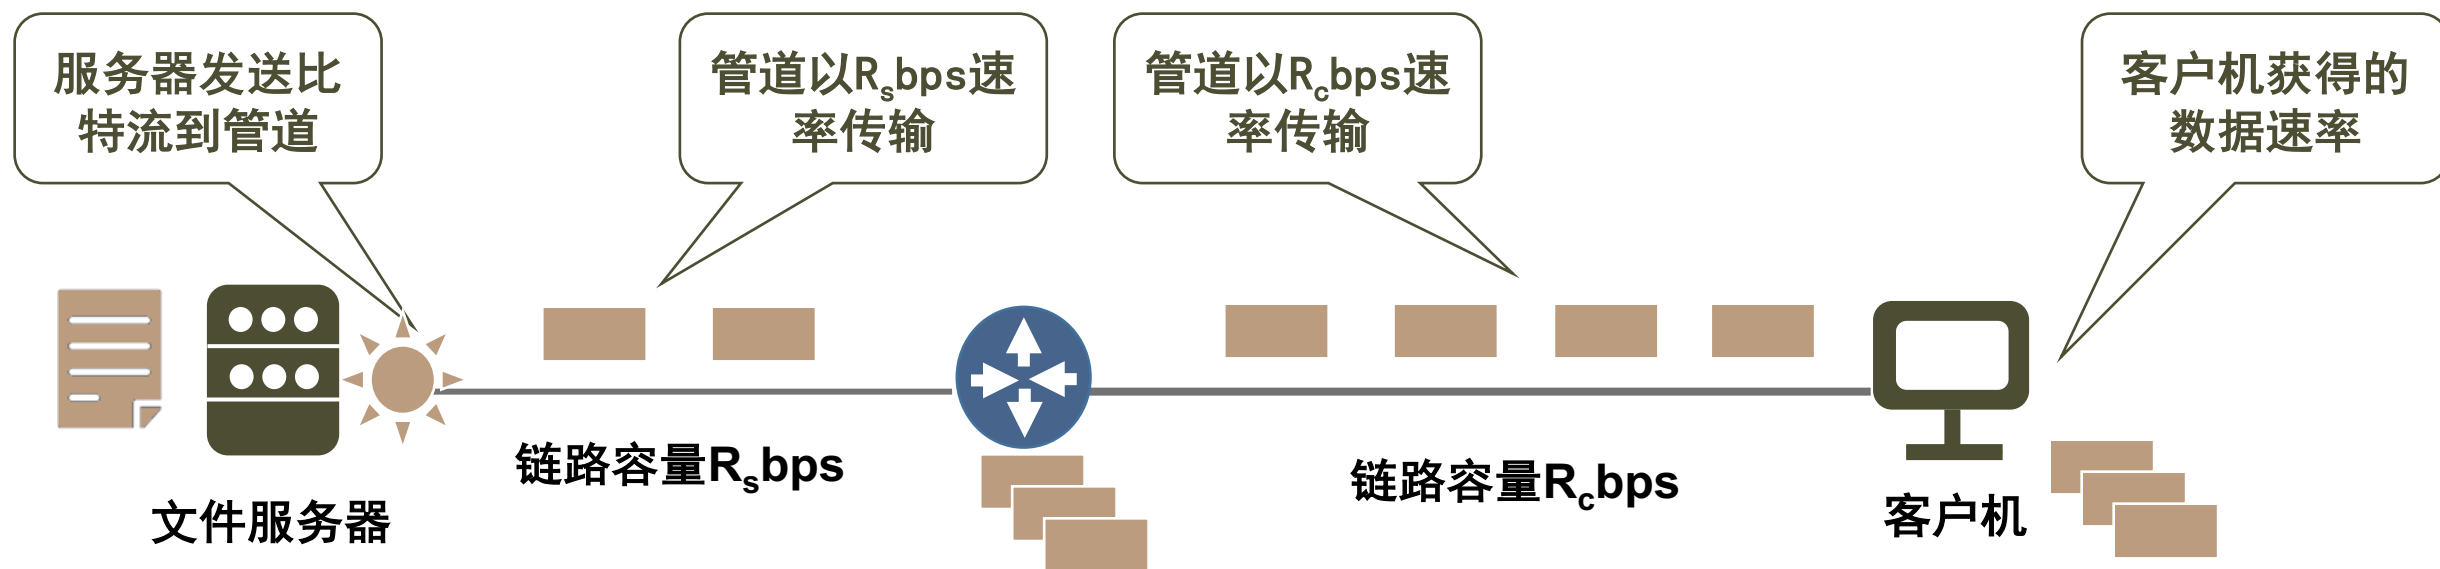 服务器发送比
特流到管道
管道以Rsbps速
率传输
管道以Rcbps速
率传输
客户机获得的
数据速率
链路容量Rsbps
链路容量Rcbps
文件服务器
客户机